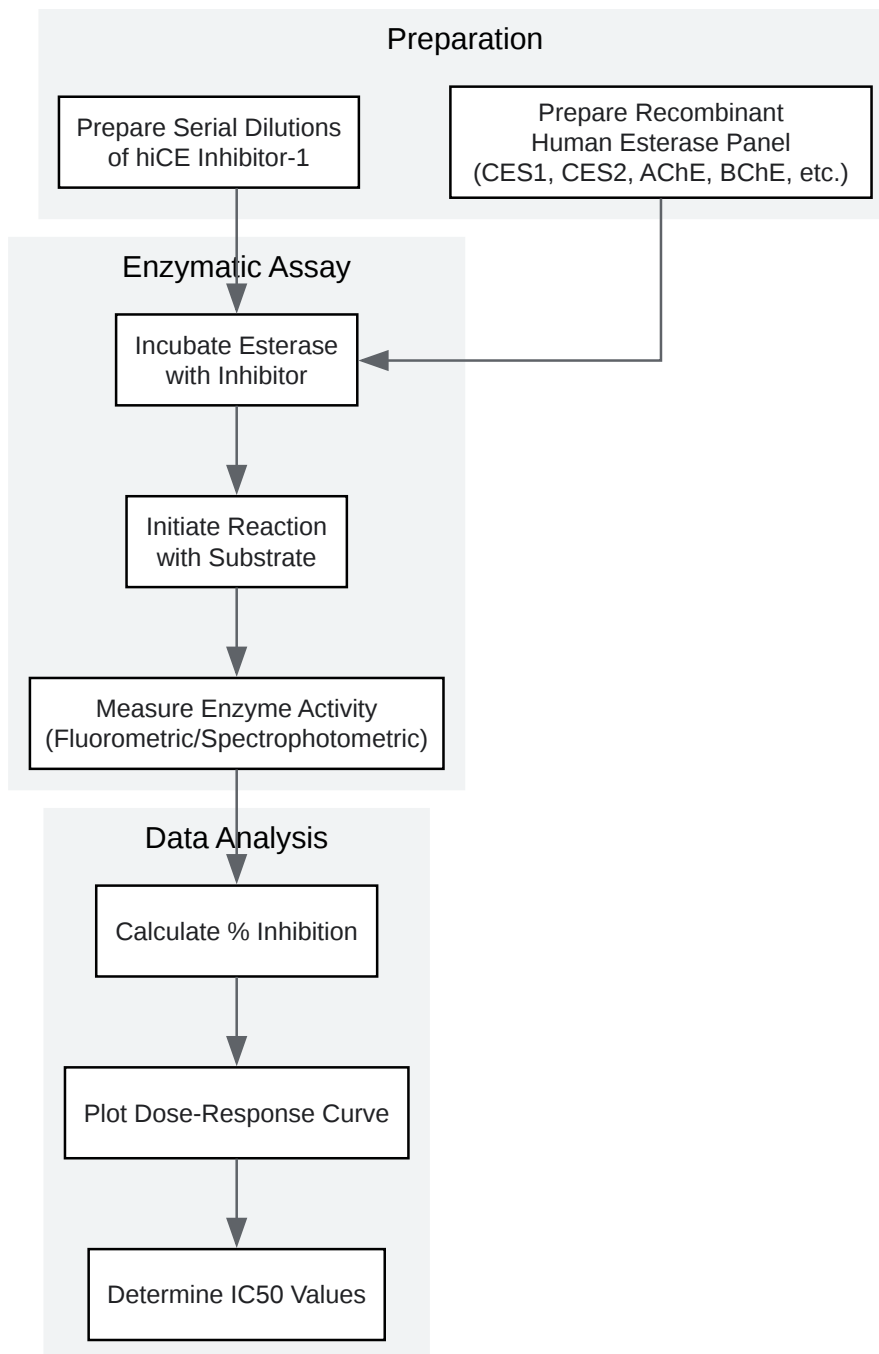 Preparation
Prepare Serial Dilutions
of hiCE Inhibitor-1
Prepare Recombinant
Human Esterase Panel
(CES1, CES2, AChE, BChE, etc.)
Enzymatic Assay
Incubate Esterase
with Inhibitor
Initiate Reaction
with Substrate
Measure Enzyme Activity
(Fluorometric/Spectrophotometric)
Data Analysis
Calculate % Inhibition
Plot Dose-Response Curve
Determine IC50 Values